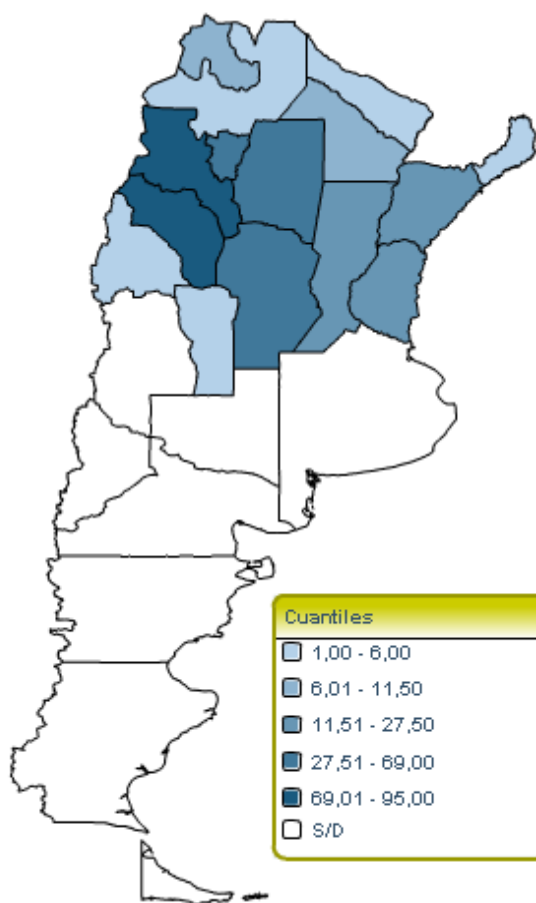 Cuantiles
1,00 - 6,00
6,01 - 11,50
11,51 - 27,50
27,51 - 69,00
69,01 - 95,00
S/D